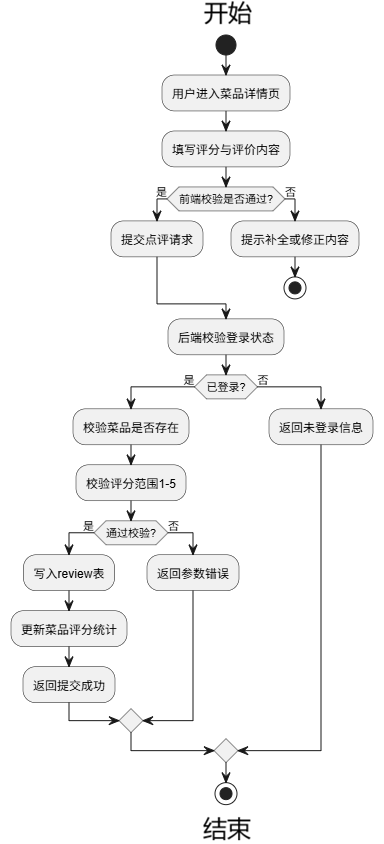 开始
用户进入菜品详情页
填写评分与评价内容
是
前端校验是否通过?
否
提交点评请求
提示补全或修正内容
后端校验登录状态
是
已登录?
否
校验菜品是否存在
返回未登录信息
校验评分范围1-5
是
通过校验?
否
写入review表
返回参数错误
更新菜品评分统计
返回提交成功
结束